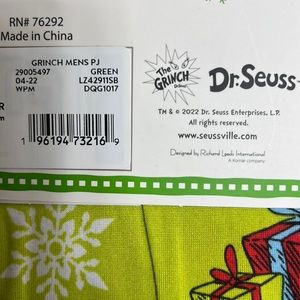 RN# 76292
Made in China
GRINCH MENS PJ
29005497 GREEN
04-22 LZ42911SB
WPM DQG1017
R
m
1 96194 73216 9
The
GRINCH
Dr. Seuss
TM & © 2022 Dr. Seuss Enterprises, L.P.
All rights reserved.
www.seussville.com
Designed by Richard Leeds International
A Komar company